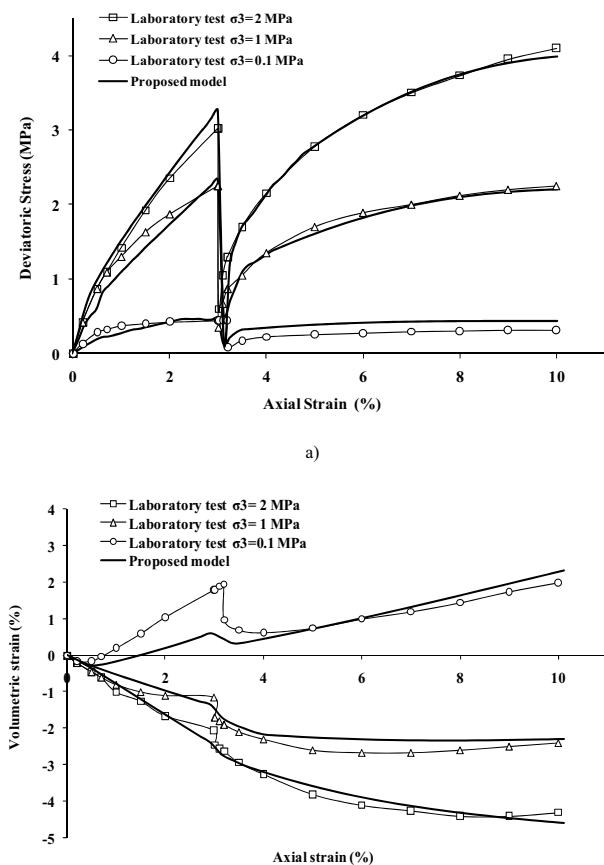 Laboratory test σ3= 2 MPa
Laboratory test σ3=1 MPa
Laboratory test σ3=0.1 MPa
Proposed model
Deviatoric Stress (MPa)
4
3
2
1
0
0 2 4 6 8 10
Axial Strain (%)
a)
Laboratory test σ3= 2 MPa
Laboratory test σ3= 1 MPa
Laboratory test σ3=0.1 MPa
Proposed model
Volumetric strain (%)
4
3
2
1
0
-1
-2
-3
-4
-5
0 2 4 6 8 10
Axial strain (%)